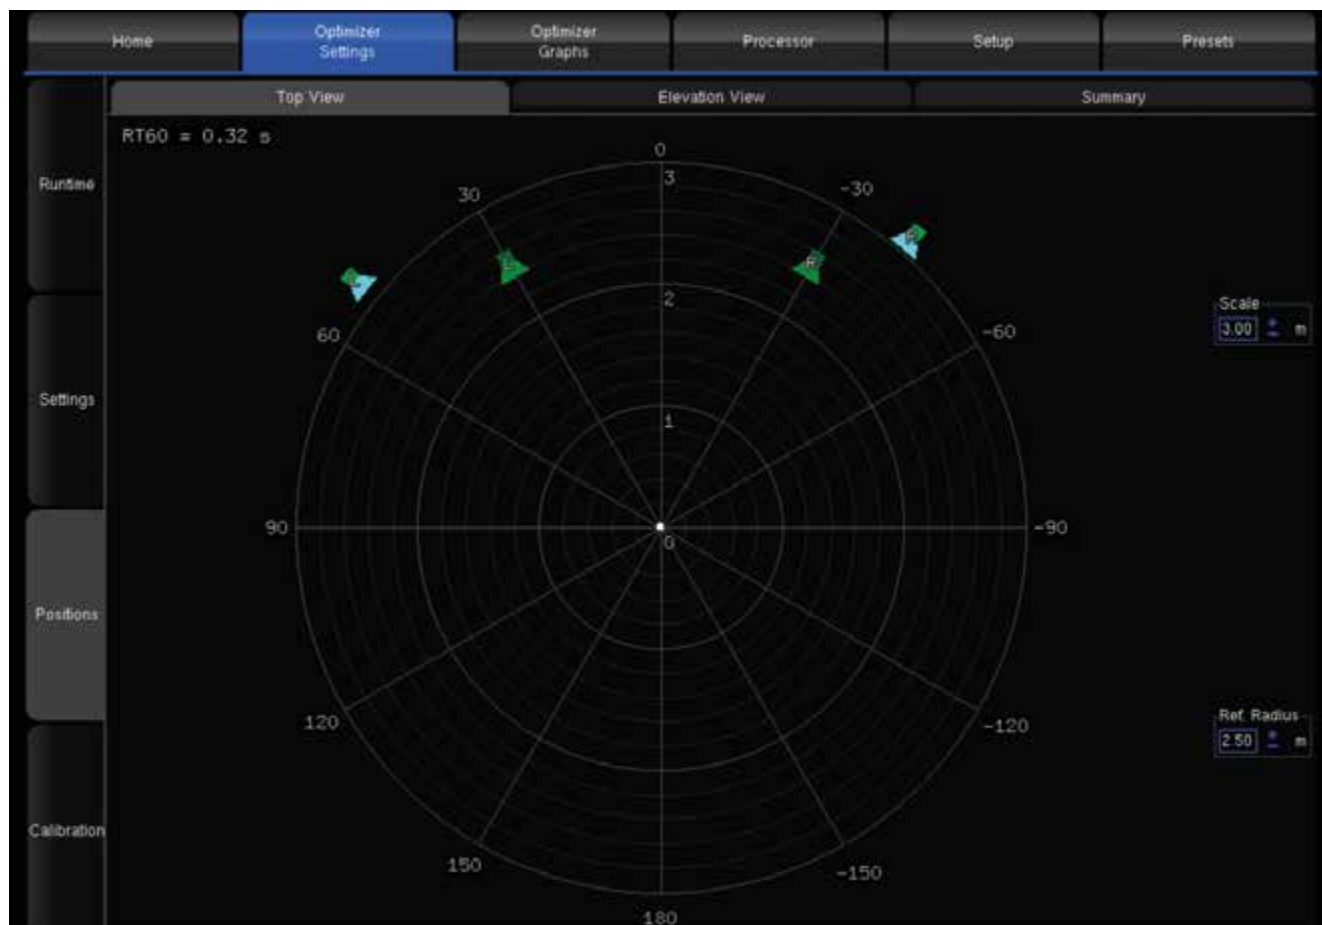 Home
Optimizer
Settings
Optimizer
Graphs
Processor
Setup
Presets
Top View
Elevation View
Summary
RT60 = 0.32 s
Runtime
Settings
Positions
Calibration
0
3
30
-30
L
R
L
R
2
60
-60
1
90
-90
0
120
-120
150
-150
180
Scale
3.00 m
Ref. Radius
2.50 m